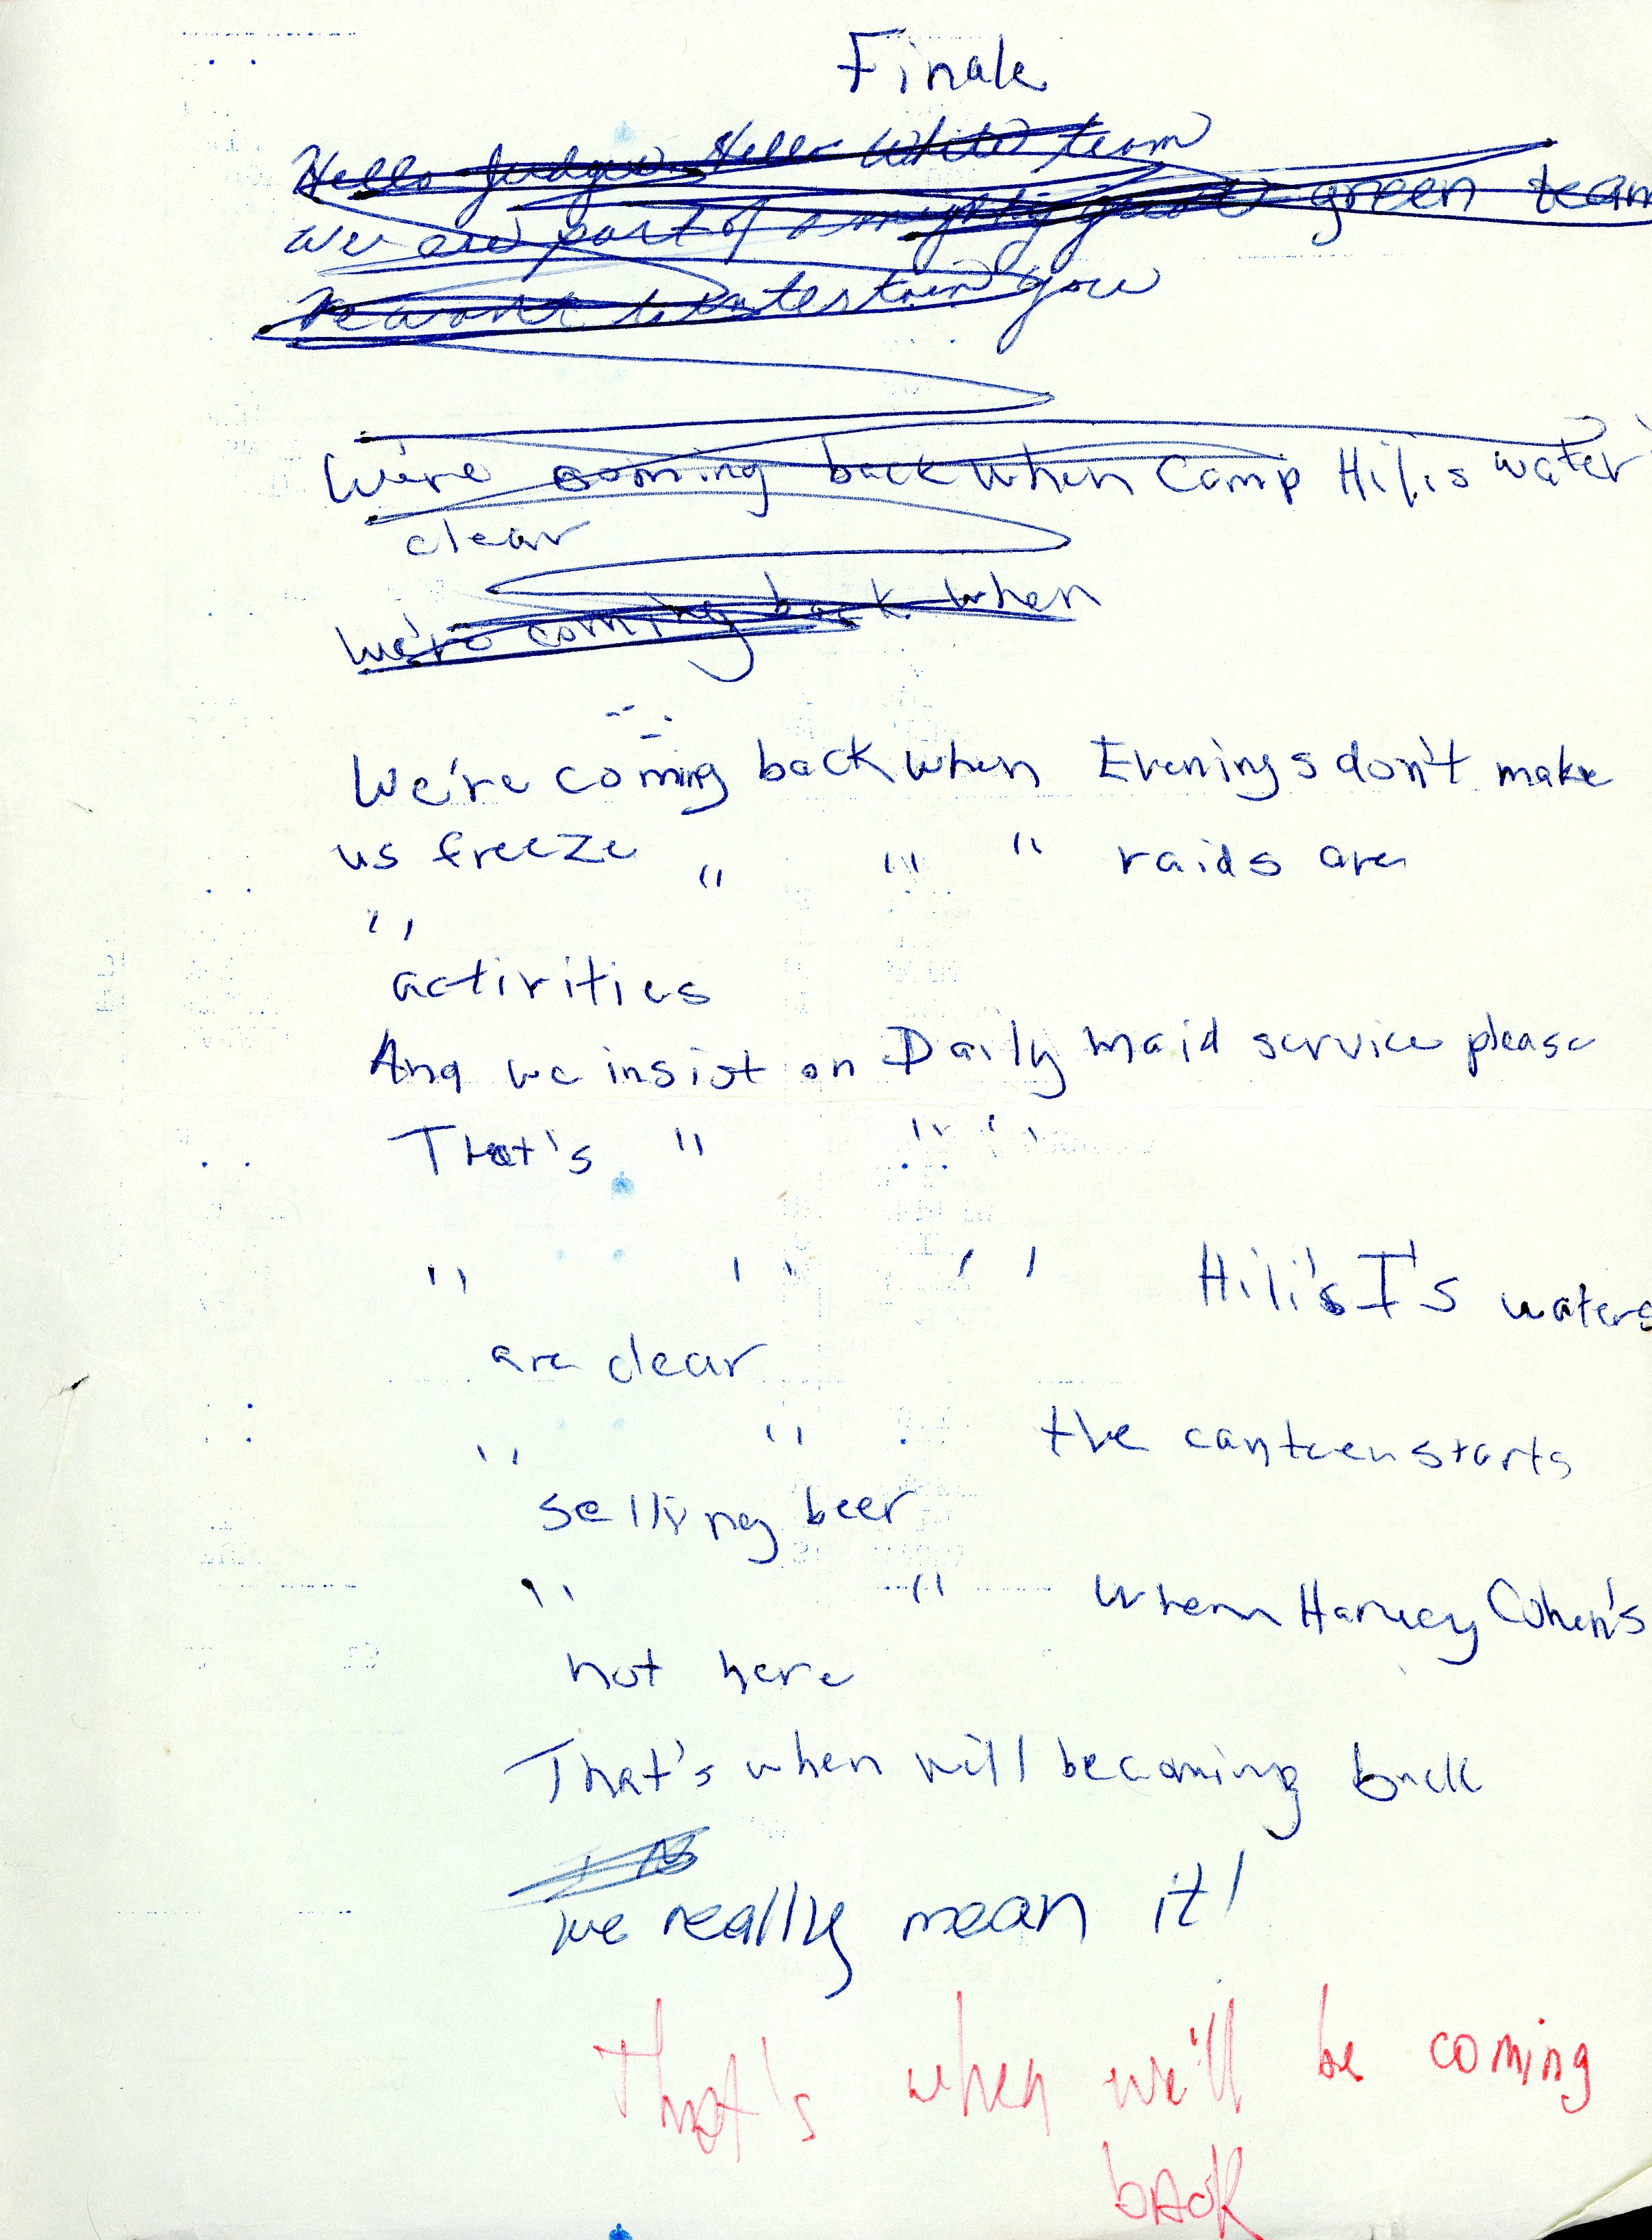 Finale
Hello Judges Hello White team
we are part of a mighty good green team
We want to entertain you
We're coming back when Camp Hilis water's
clear
We're coming back when
We're coming back when Evenings don't make
us freeze " " " raids are
"
activities
And we insist on Daily maid service please
That's " " "
" " " Hili's I's waters
are clear
" " the canteen starts
selling beer
" " when Harvey Cohen's
not here
That's when will be coming back
we really mean it!
That's when we'll be coming
back